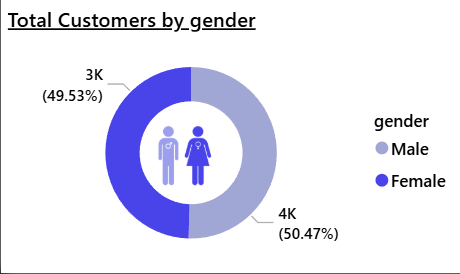 Total Customers by gender
3K
(49.53%)
gender
Male
Female
4K
(50.47%)